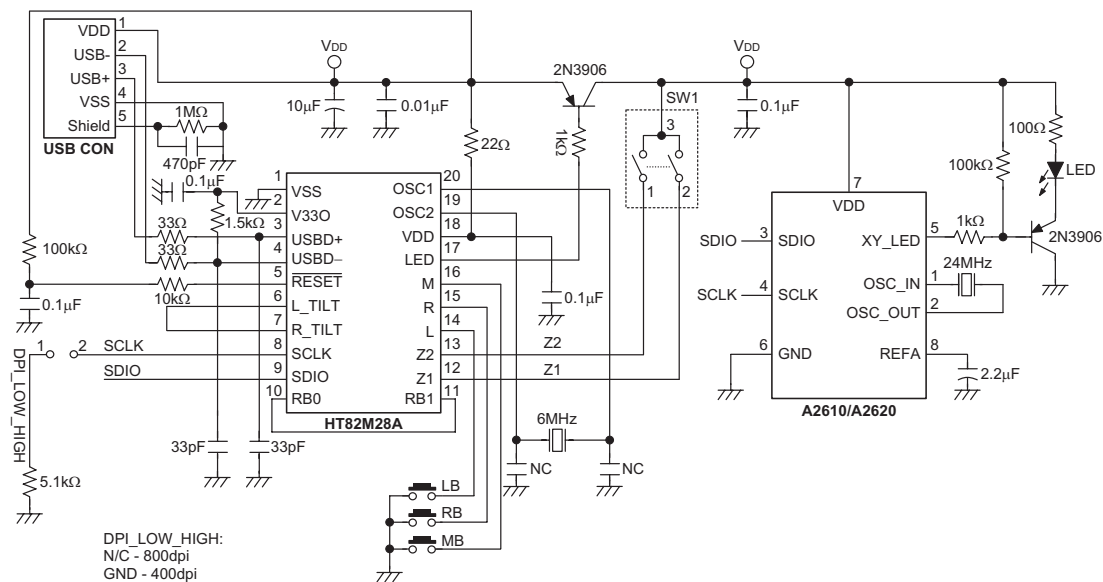 VDD 1
USB- 2
USB+ 3
VSS 4
Shield 5
USB CON
1MΩ
470pF
0.1μF
1.5kΩ
33Ω
33Ω
100kΩ
0.1μF
10kΩ
VDD
10μF
0.01μF
22Ω
2N3906
1kΩ
SW1
3
1 2
VDD
0.1μF
100Ω
100kΩ
LED
2N3906
1 VSS
2 V33O
3 USBD+
4 USBD–
5 RESET
6 L_TILT
7 R_TILT
8 SCLK
9 SDIO
10 RB0
OSC1 20
OSC2 19
VDD 18
LED 17
M 16
R 15
L 14
Z2 13
Z1 12
RB1 11
HT82M28A
0.1μF
Z2
Z1
1 2
SCLK
SDIO
DPI_LOW_HIGH
5.1kΩ
33pF
33pF
6MHz
NC
NC
LB
RB
MB
7
VDD
SDIO 3 SDIO
SCLK 4 SCLK
6 GND
XY_LED 5
1kΩ
OSC_IN 1
24MHz
OSC_OUT 2
REFA 8
2.2μF
A2610/A2620
DPI_LOW_HIGH:
N/C - 800dpi
GND - 400dpi